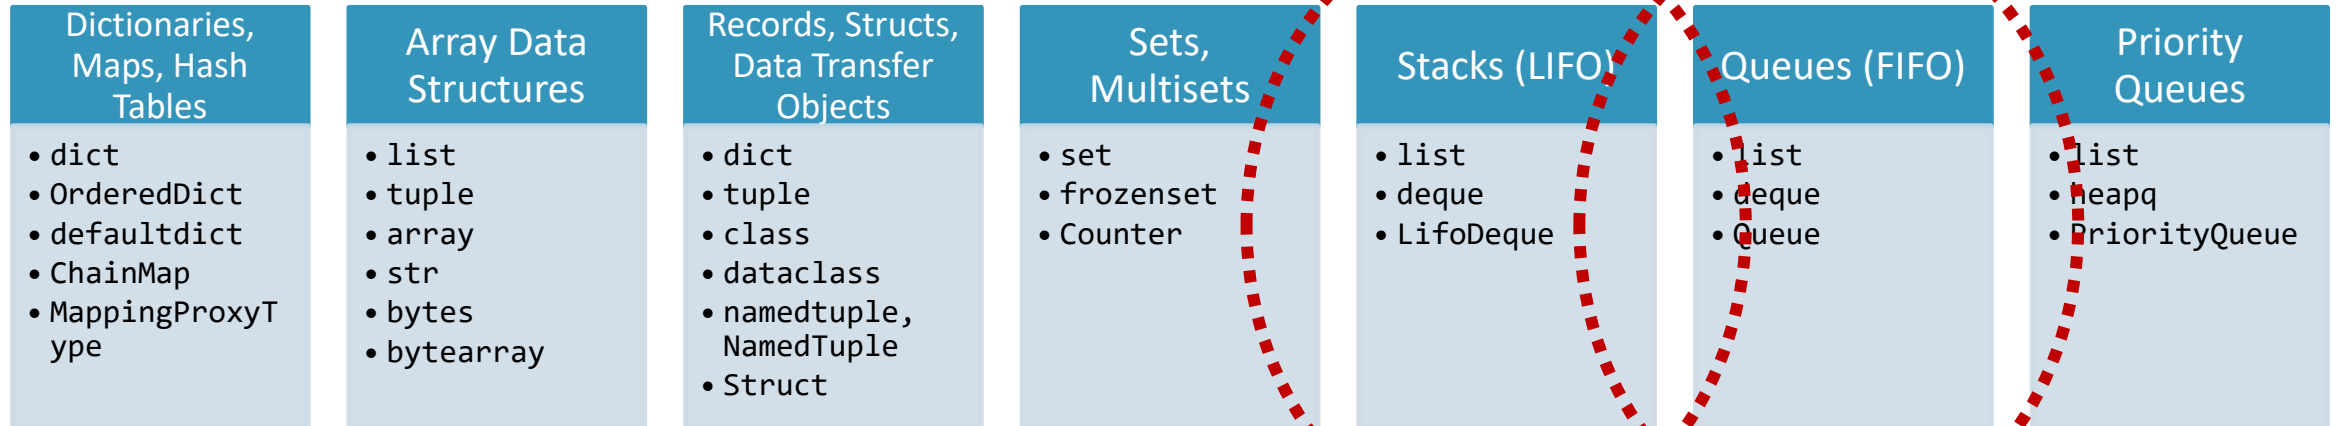 Dictionaries,
Maps, Hash
Tables
• dict
• OrderedDict
• defaultdict
• ChainMap
• MappingProxyT
ype
Array Data
Structures
• list
• tuple
• array
• str
• bytes
• bytearray
Records, Structs,
Data Transfer
Objects
• dict
• tuple
• class
• dataclass
• namedtuple,
NamedTuple
• Struct
Sets,
Multisets
• set
• frozenset
• Counter
Stacks (LIFO)
• list
• deque
• LifoDeque
Queues (FIFO)
• list
• deque
• Queue
Priority
Queues
• list
• heapq
• PriorityQueue